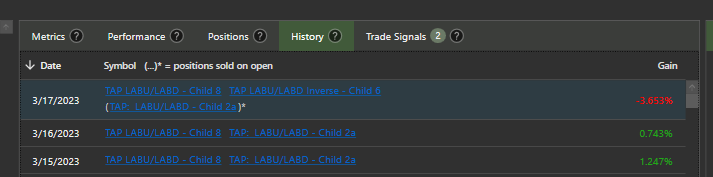 Metrics ? Performance ? Positions ? History ? Trade Signals 2 ?
Date Symbol (...)* = positions sold on open Gain
3/17/2023 TAP LABU/LABD - Child 8 TAP LABU/LABD Inverse - Child 6 -3.653%
(TAP: LABU/LABD - Child 2a)*
3/16/2023 TAP LABU/LABD - Child 8 TAP: LABU/LABD - Child 2a 0.743%
3/15/2023 TAP LABU/LABD - Child 8 TAP: LABU/LABD - Child 2a 1.247%